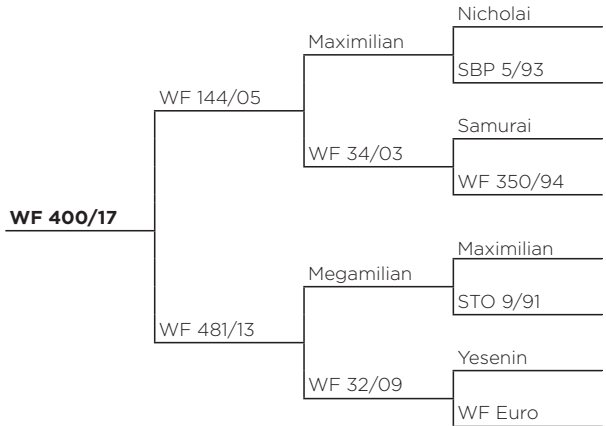 Nicholai
Maximilian
SBP 5/93
WF 144/05
Samurai
WF 34/03
WF 350/94
WF 400/17
Maximilian
Megamilian
STO 9/91
WF 481/13
Yesenin
WF 32/09
WF Euro